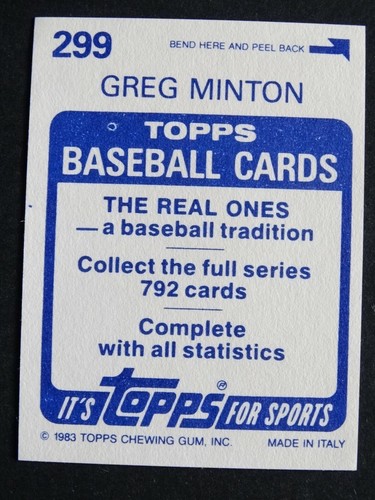 299
BEND HERE AND PEEL BACK
GREG MINTON
TOPPS
BASEBALL CARDS
THE REAL ONES
— a baseball tradition
Collect the full series
792 cards
Complete
with all statistics
IT'S Topps® FOR SPORTS
© 1983 TOPPS CHEWING GUM, INC. MADE IN ITALY